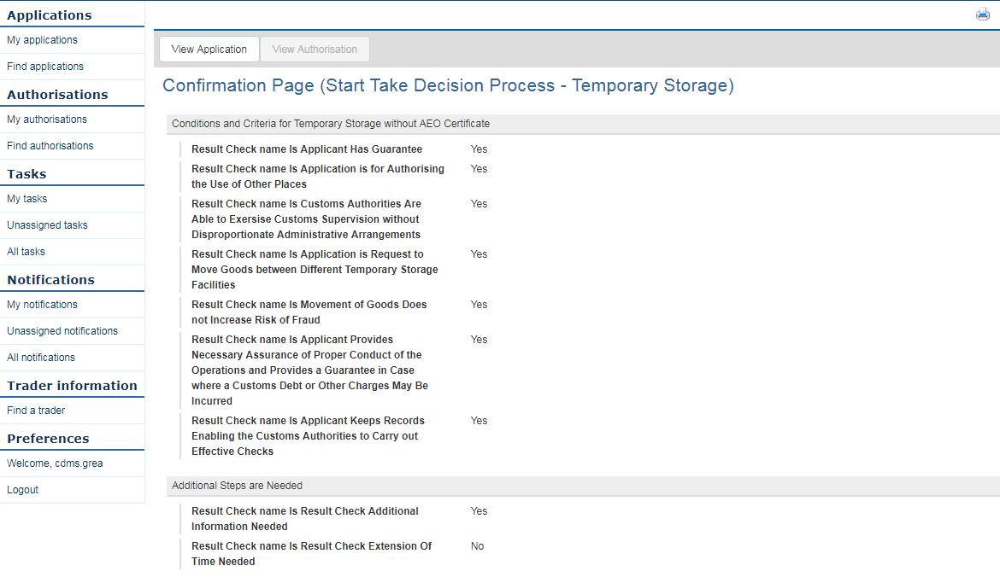 Applications
My applications
Find applications
Authorisations
My authorisations
Find authorisations
Tasks
My tasks
Unassigned tasks
All tasks
Notifications
My notifications
Unassigned notifications
All notifications
Trader information
Find a trader
Preferences
Welcome, cdms.grea
Logout
View Application
View Authorisation
Confirmation Page (Start Take Decision Process - Temporary Storage)
Conditions and Criteria for Temporary Storage without AEO Certificate
Result Check name Is Applicant Has Guarantee Yes
Result Check name Is Application is for Authorising Yes
the Use of Other Places
Result Check name Is Customs Authorities Are Yes
Able to Exersise Customs Supervision without
Disproportionate Administrative Arrangements
Result Check name Is Application is Request to Yes
Move Goods between Different Temporary Storage
Facilities
Result Check name Is Movement of Goods Does Yes
not Increase Risk of Fraud
Result Check name Is Applicant Provides Yes
Necessary Assurance of Proper Conduct of the
Operations and Provides a Guarantee in Case
where a Customs Debt or Other Charges May Be
Incurred
Result Check name Is Applicant Keeps Records Yes
Enabling the Customs Authorities to Carry out
Effective Checks
Additional Steps are Needed
Result Check name Is Result Check Additional Yes
Information Needed
Result Check name Is Result Check Extension Of No
Time Needed